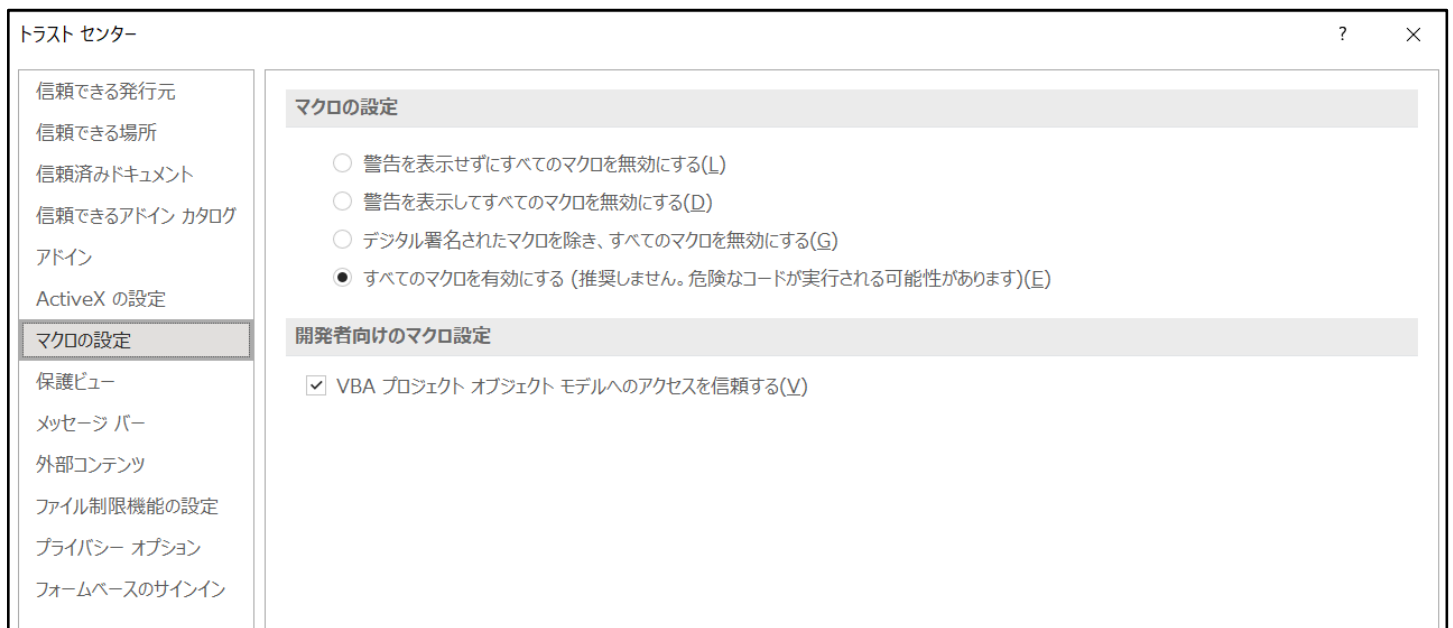 トラスト センター
?
×
信頼できる発行元
信頼できる場所
信頼済みドキュメント
信頼できるアドイン カタログ
アドイン
ActiveX の設定
マクロの設定
保護ビュー
メッセージ バー
外部コンテンツ
ファイル制限機能の設定
プライバシー オプション
フォームベースのサインイン
マクロの設定
警告を表示せずにすべてのマクロを無効にする(L)
警告を表示してすべてのマクロを無効にする(D)
デジタル署名されたマクロを除き、すべてのマクロを無効にする(G)
すべてのマクロを有効にする (推奨しません。危険なコードが実行される可能性があります)(E)
開発者向けのマクロ設定
VBA プロジェクト オブジェクト モデルへのアクセスを信頼する(V)